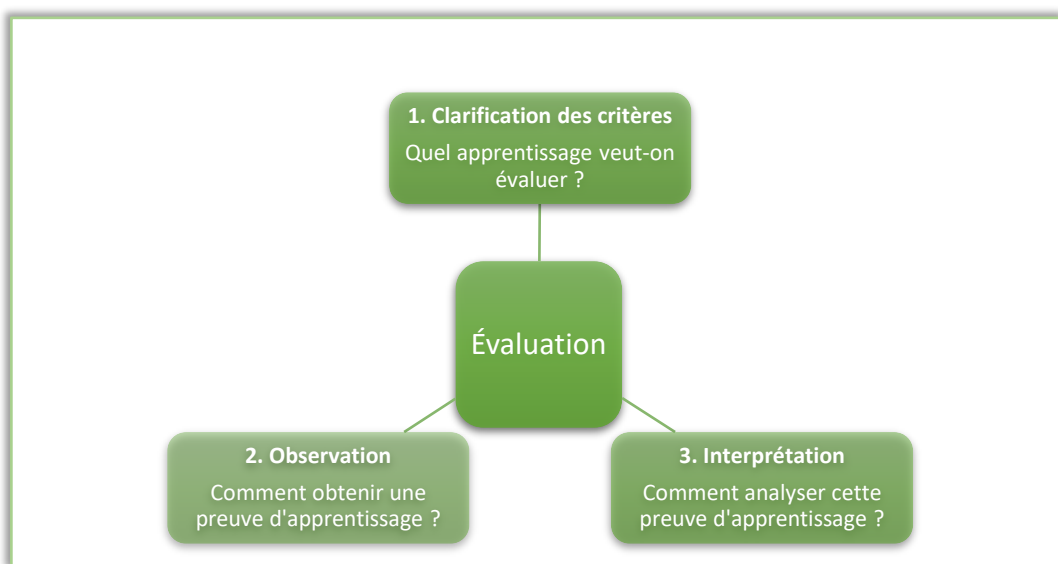 1. Clarification des critères
Quel apprentissage veut-on
évaluer ?
Évaluation
2. Observation
Comment obtenir une
preuve d'apprentissage ?
3. Interprétation
Comment analyser cette
preuve d'apprentissage ?